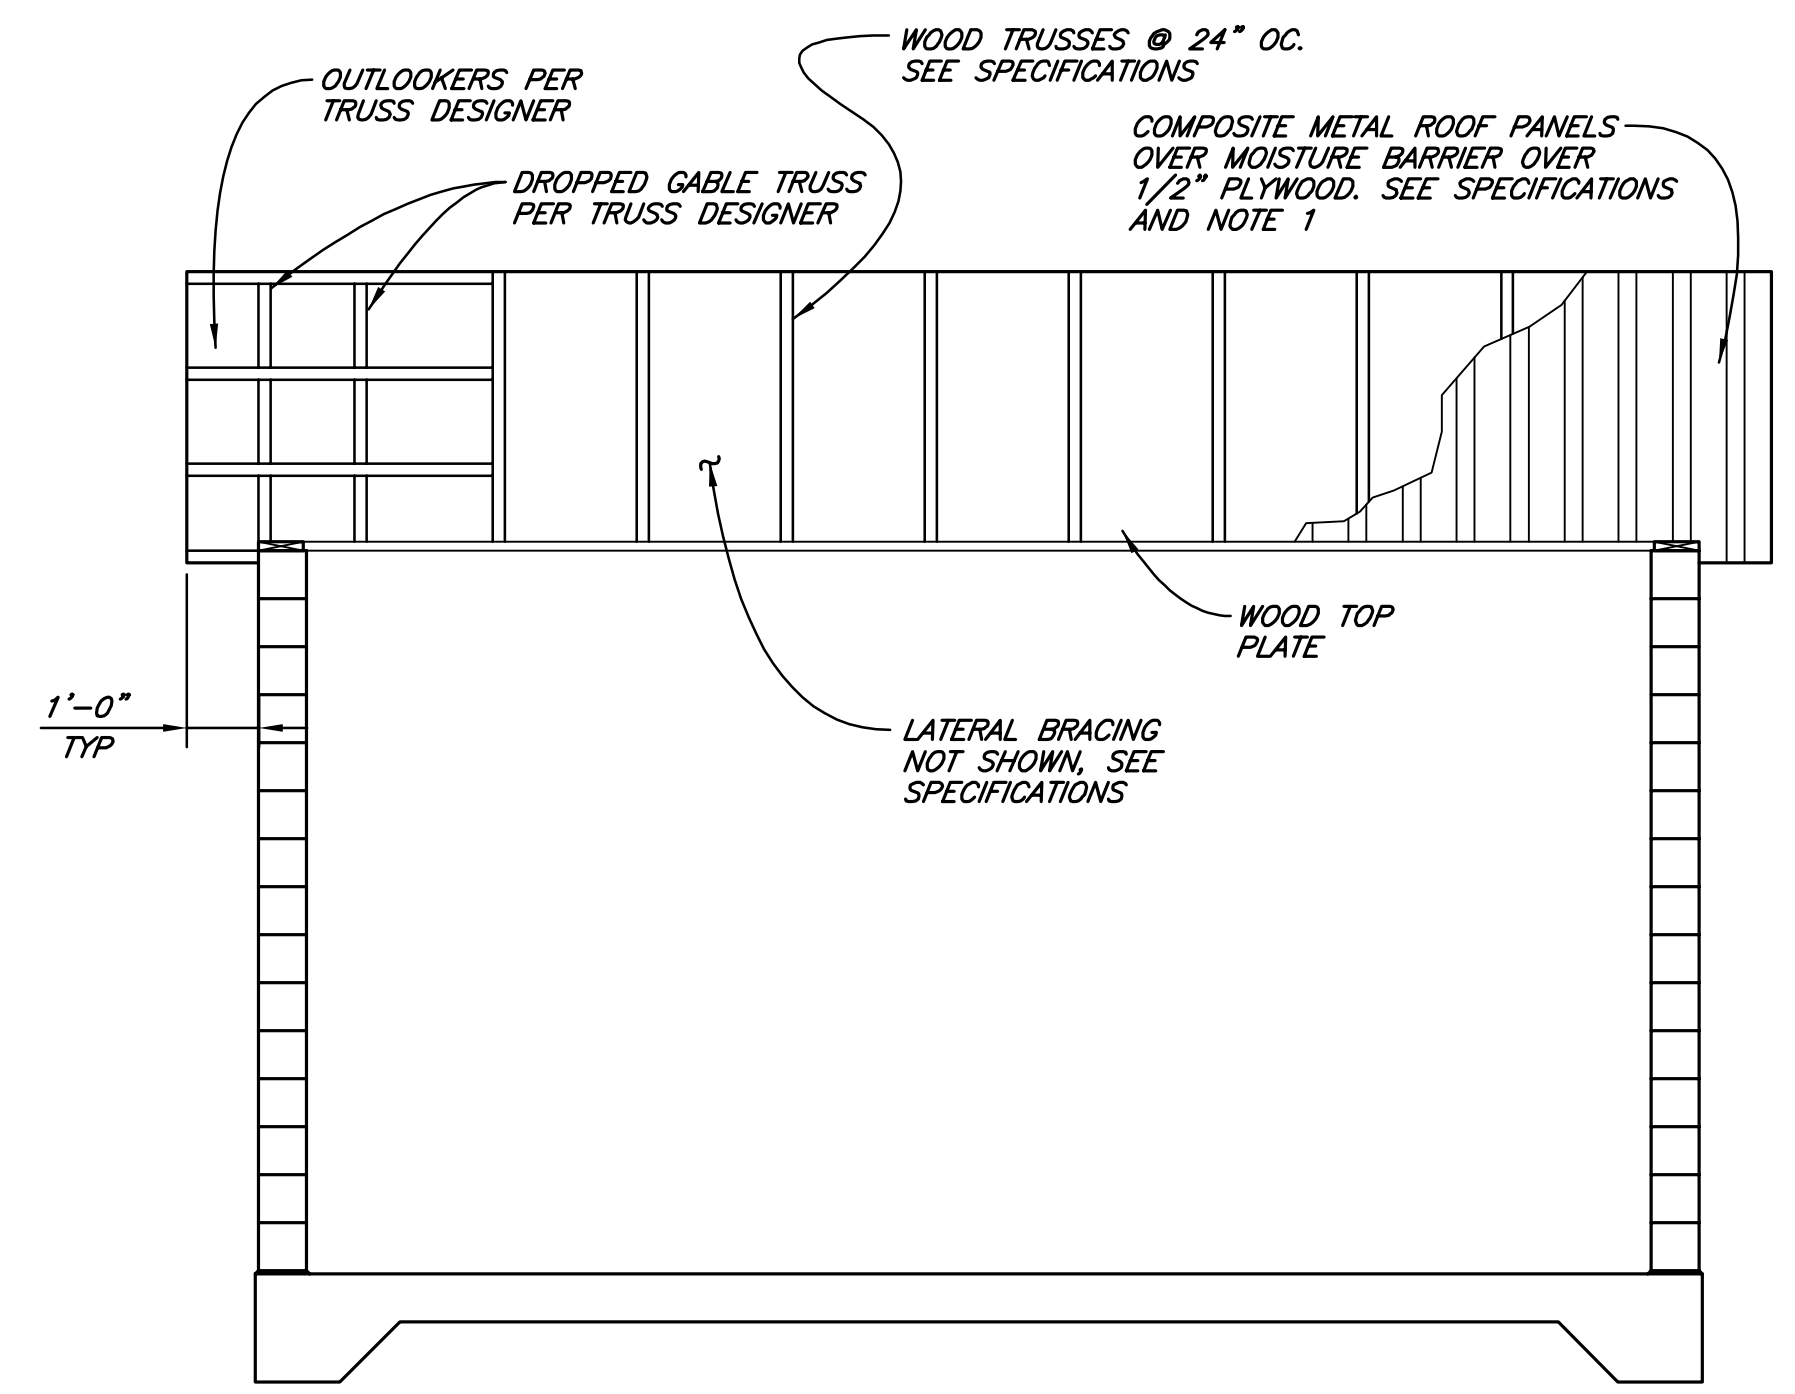 WOOD TRUSSES @ 24" OC.
SEE SPECIFICATIONS
OUTLOOKERS PER
TRUSS DESIGNER
COMPOSITE METAL ROOF PANELS
OVER MOISTURE BARRIER OVER
1/2" PLYWOOD. SEE SPECIFICATIONS
AND NOTE 1
DROPPED GABLE TRUSS
PER TRUSS DESIGNER
WOOD TOP
PLATE
1'-0"
TYP
LATERAL BRACING
NOT SHOWN, SEE
SPECIFICATIONS